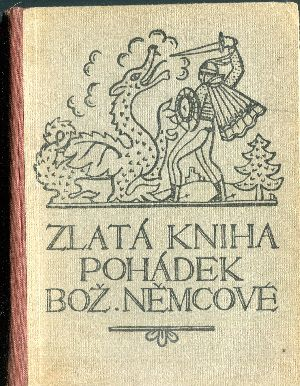 ZLATÁ KNIHA
POHÁDEK
BOŽ. NĚMCOVÉ